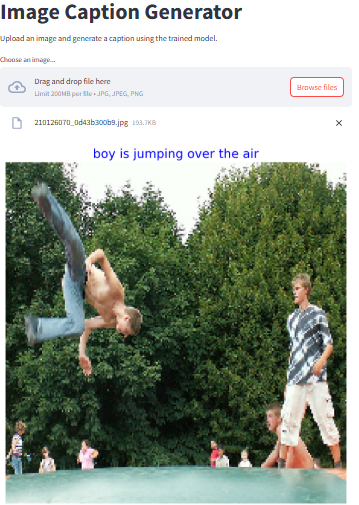 Image Caption Generator
Upload an image and generate a caption using the trained model.
Choose an image...
Drag and drop file here
Limit 200MB per file • JPG, JPEG, PNG
Browse files
210126070_0d43b300b9.jpg 193.7KB
boy is jumping over the air